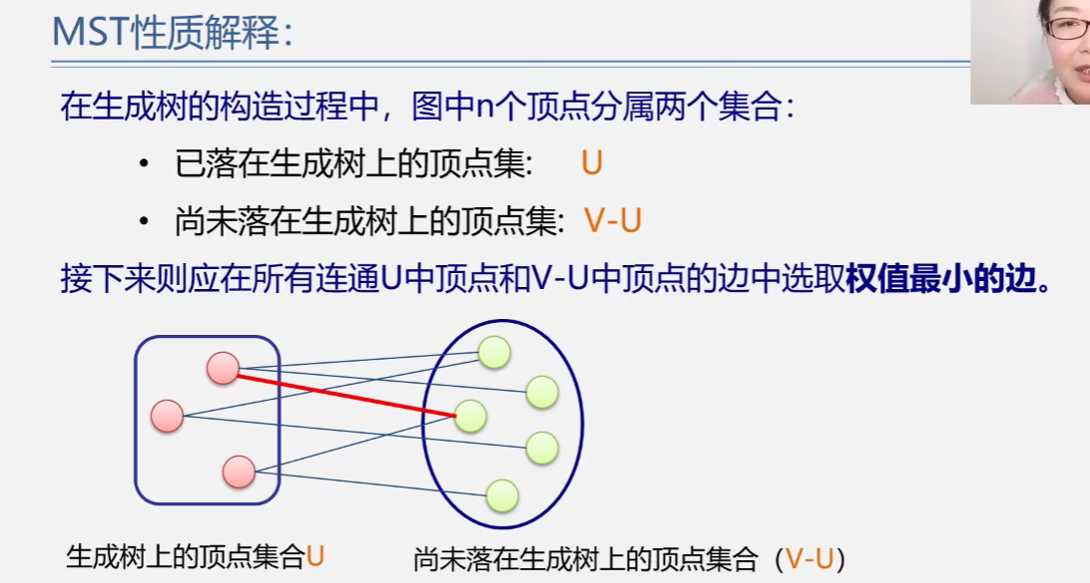 MST性质解释：
在生成树的构造过程中，图中n个顶点分属两个集合：
• 已落在生成树上的顶点集： U
• 尚未落在生成树上的顶点集：V-U
接下来则应在所有连通U中顶点和V-U中顶点的边中选取权值最小的边。
生成树上的顶点集合U
尚未落在生成树上的顶点集合（V-U）